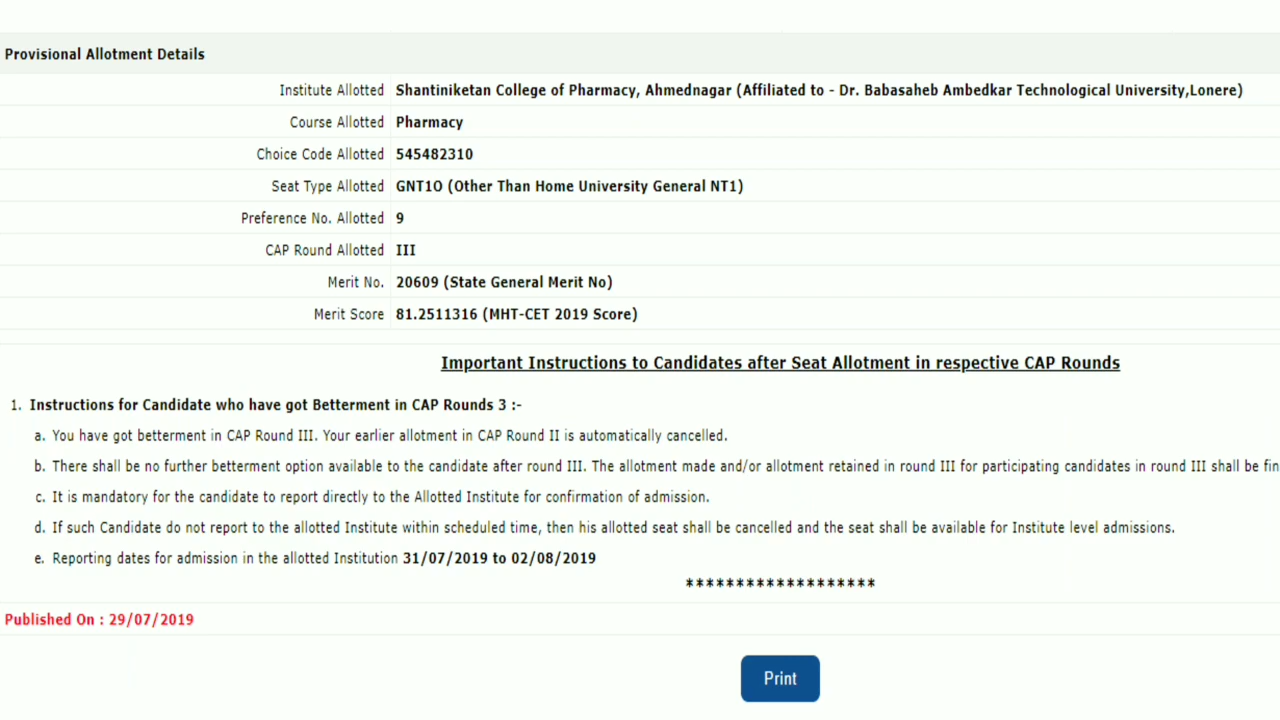 Provisional Allotment Details
Institute Allotted Shantiniketan College of Pharmacy, Ahmednagar (Affiliated to - Dr. Babasaheb Ambedkar Technological University,Lonere)
Course Allotted Pharmacy
Choice Code Allotted 545482310
Seat Type Allotted GNT1O (Other Than Home University General NT1)
Preference No. Allotted 9
CAP Round Allotted III
Merit No. 20609 (State General Merit No)
Merit Score 81.2511316 (MHT-CET 2019 Score)
Important Instructions to Candidates after Seat Allotment in respective CAP Rounds
1. Instructions for Candidate who have got Betterment in CAP Rounds 3 :-
a. You have got betterment in CAP Round III. Your earlier allotment in CAP Round II is automatically cancelled.
b. There shall be no further betterment option available to the candidate after round III. The allotment made and/or allotment retained in round III for participating candidates in round III shall be fin
c. It is mandatory for the candidate to report directly to the Allotted Institute for confirmation of admission.
d. If such Candidate do not report to the allotted Institute within scheduled time, then his allotted seat shall be cancelled and the seat shall be available for Institute level admissions.
e. Reporting dates for admission in the allotted Institution 31/07/2019 to 02/08/2019
*******************
Published On : 29/07/2019
Print